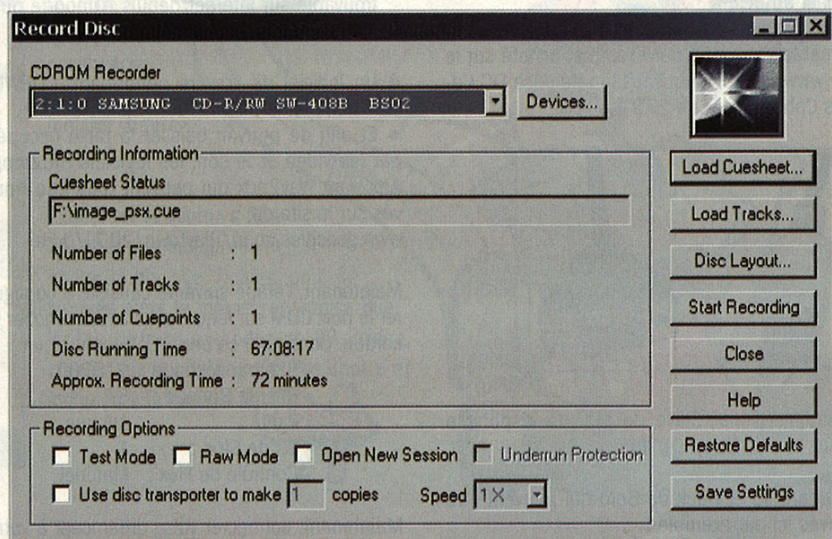 Record Disc
CDROM Recorder
2:1:0 SAMSUNG CD-R/RW SW-408B BS02
Devices...
Recording Information
Cuesheet Status
F:\image_psx.cue
Number of Files : 1
Number of Tracks : 1
Number of Cuepoints : 1
Disc Running Time : 67:08:17
Approx. Recording Time : 72 minutes
Recording Options
Test Mode
Raw Mode
Open New Session
Underrun Protection
Use disc transporter to make 1 copies
Speed 1 X
Load Cuesheet...
Load Tracks...
Disc Layout...
Start Recording
Close
Help
Restore Defaults
Save Settings